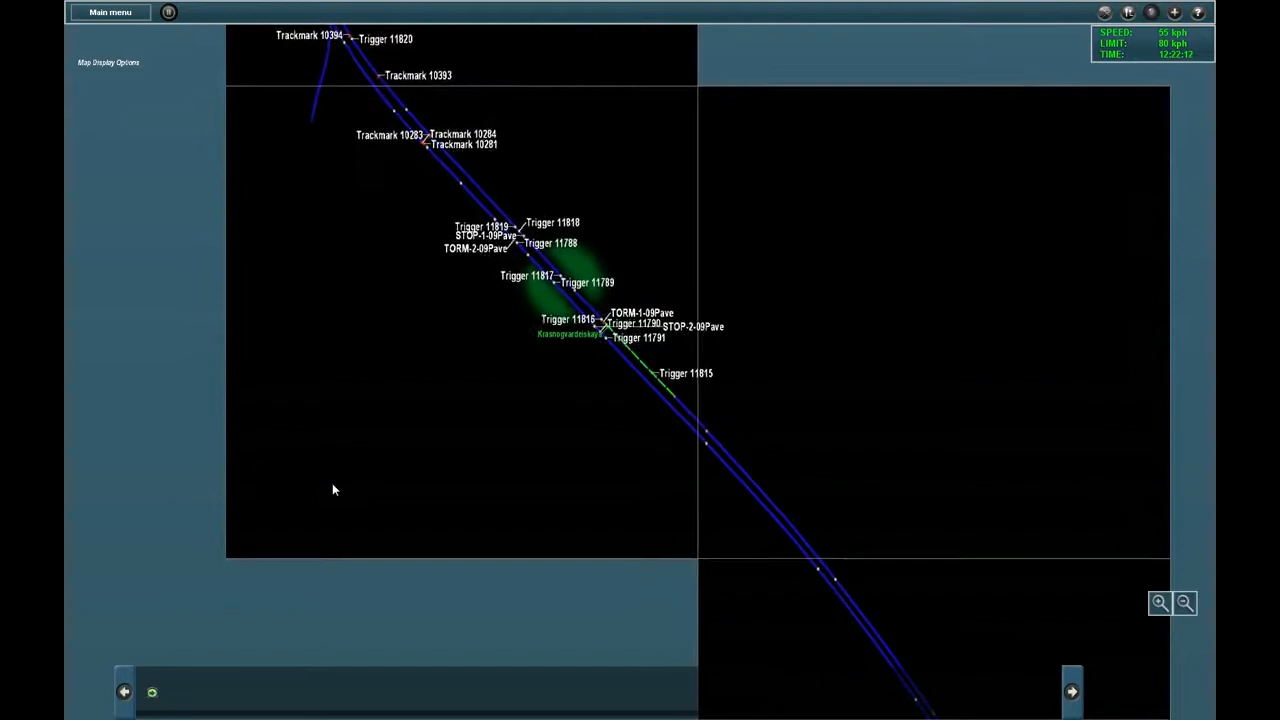 Main menu
SPEED: 55 kph
LIMIT: 80 kph
TIME: 12:22:12
Map Display Options
Trackmark 10394
Trigger 11820
Trackmark 10393
Trackmark 10283
Trackmark 10284
Trackmark 10281
Trigger 11819
Trigger 11818
STOP-1-09Pave
TORM-2-09Pave
Trigger 11788
Trigger 11817
Trigger 11789
TORM-1-09Pave
Trigger 11816
Trigger 11790
STOP-2-09Pave
Krasnogvardeiskaya
Trigger 11791
Trigger 11815